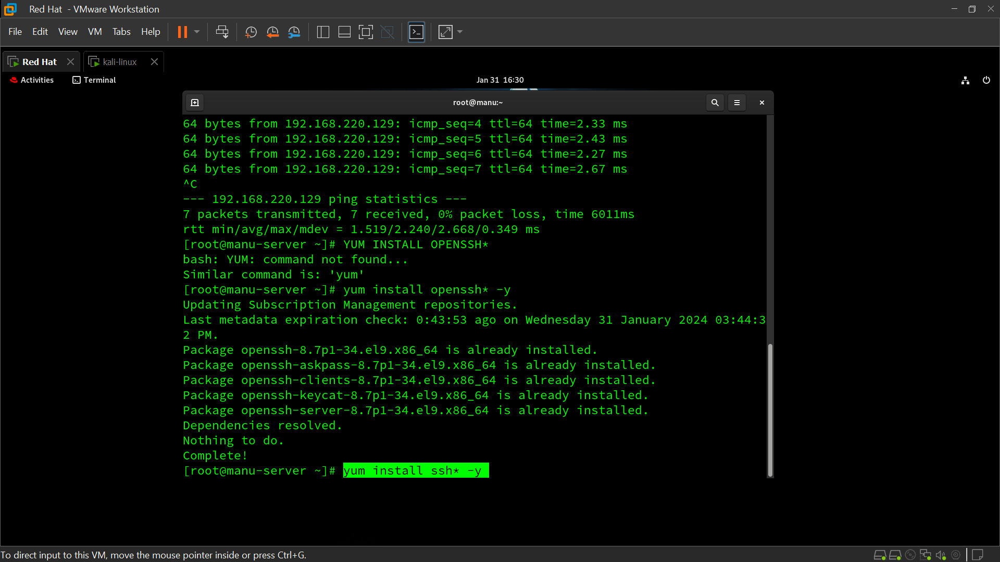 Red Hat - VMware Workstation
File Edit View VM Tabs Help
Red Hat kali-linux
Activities Terminal Jan 31 16:30
root@manu:~
64 bytes from 192.168.220.129: icmp_seq=4 ttl=64 time=2.33 ms
64 bytes from 192.168.220.129: icmp_seq=5 ttl=64 time=2.43 ms
64 bytes from 192.168.220.129: icmp_seq=6 ttl=64 time=2.27 ms
64 bytes from 192.168.220.129: icmp_seq=7 ttl=64 time=2.67 ms
^C
--- 192.168.220.129 ping statistics ---
7 packets transmitted, 7 received, 0% packet loss, time 6011ms
rtt min/avg/max/mdev = 1.519/2.240/2.668/0.349 ms
[root@manu-server ~]# YUM INSTALL OPENSSH*
bash: YUM: command not found...
Similar command is: 'yum'
[root@manu-server ~]# yum install openssh* -y
Updating Subscription Management repositories.
Last metadata expiration check: 0:43:53 ago on Wednesday 31 January 2024 03:44:3
2 PM.
Package openssh-8.7p1-34.el9.x86_64 is already installed.
Package openssh-askpass-8.7p1-34.el9.x86_64 is already installed.
Package openssh-clients-8.7p1-34.el9.x86_64 is already installed.
Package openssh-keycat-8.7p1-34.el9.x86_64 is already installed.
Package openssh-server-8.7p1-34.el9.x86_64 is already installed.
Dependencies resolved.
Nothing to do.
Complete!
[root@manu-server ~]# yum install ssh* -y
To direct input to this VM, move the mouse pointer inside or press Ctrl+G.